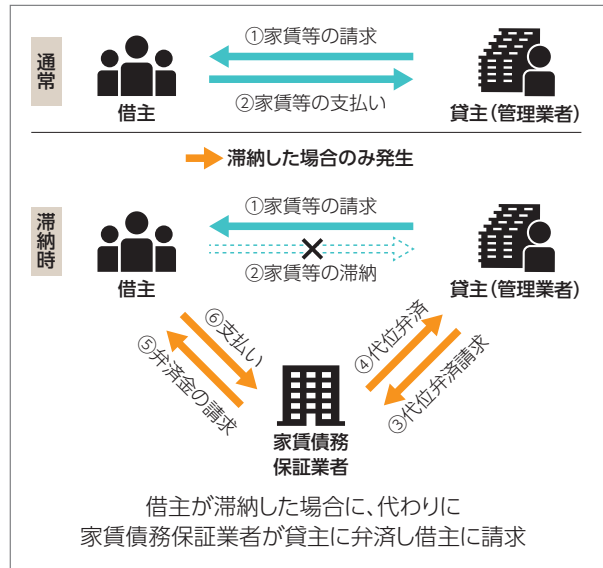 通常
①家賃等の請求
②家賃等の支払い
借主
貸主(管理業者)
滞納した場合のみ発生
滞納時
①家賃等の請求
②家賃等の滞納
借主
貸主(管理業者)
⑥支払い
⑤弁済金の請求
④代位弁済
③代位弁済請求
家賃債務
保証業者
借主が滞納した場合に、代わりに
家賃債務保証業者が貸主に弁済し借主に請求